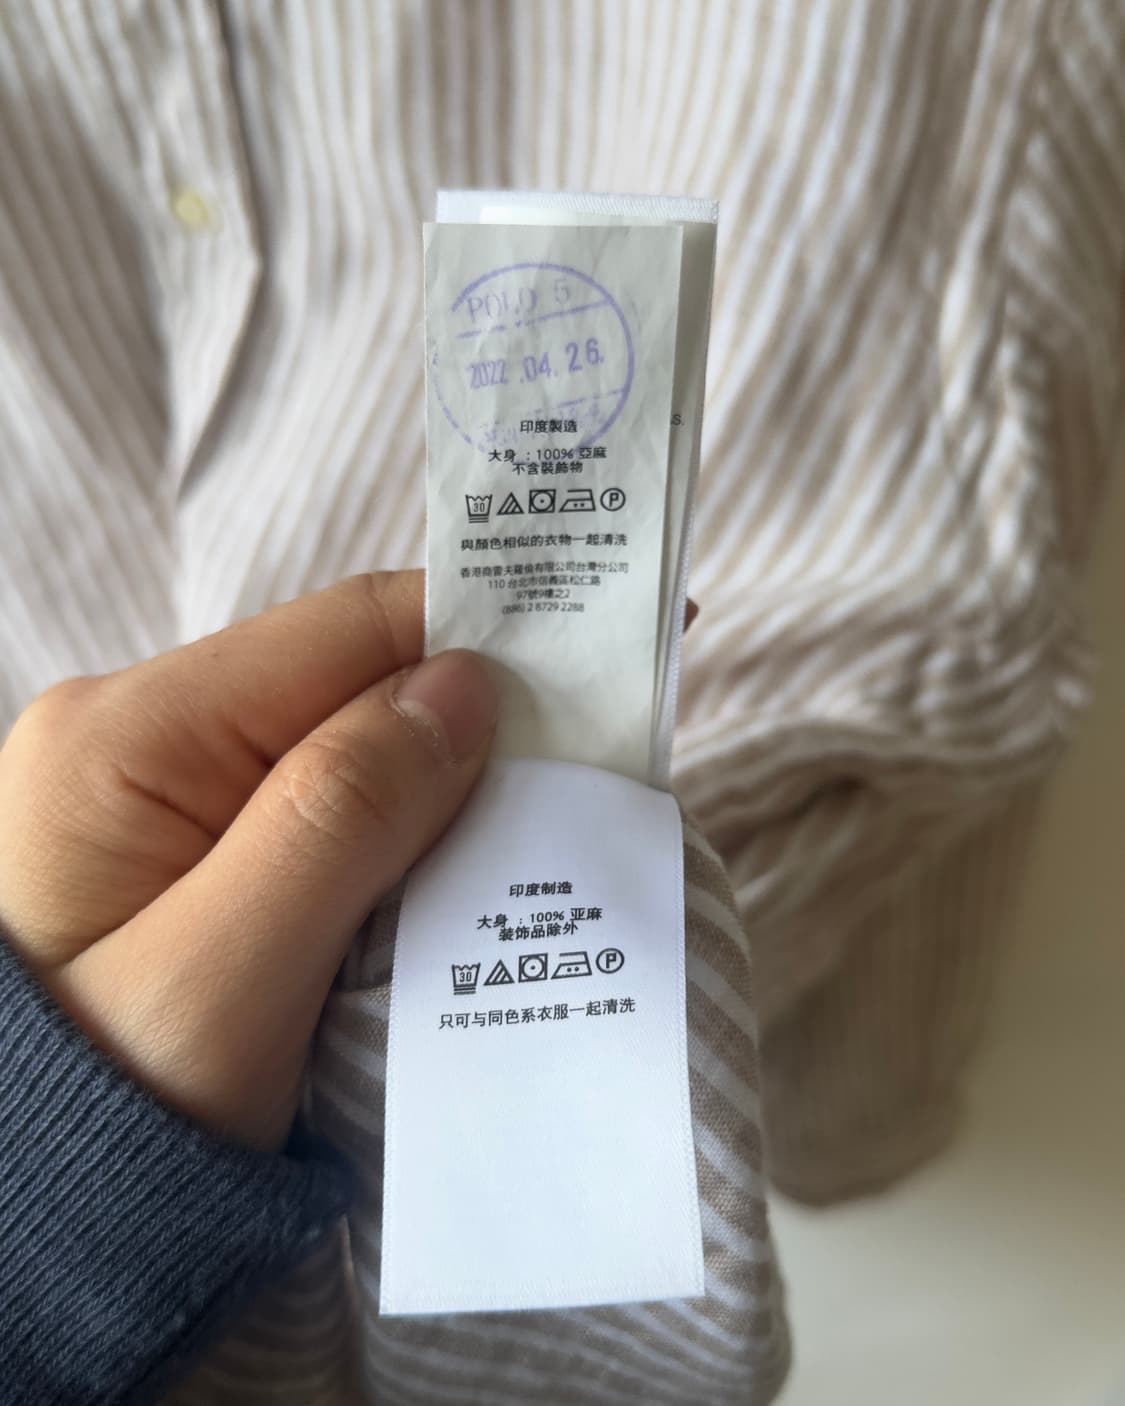 POLO 5
2022 .04. 26.
印度製造
大身 : 100% 亞麻
不含裝飾物
30 P
與顏色相似的衣物一起清洗
香港商雷夫羅倫有限公司台灣分公司
110 台北市信義區松仁路
97號9樓之2
(886) 2 8729 2288
印度制造
大身 : 100% 亚麻
装饰品除外
30 P
只可与同色系衣服一起清洗